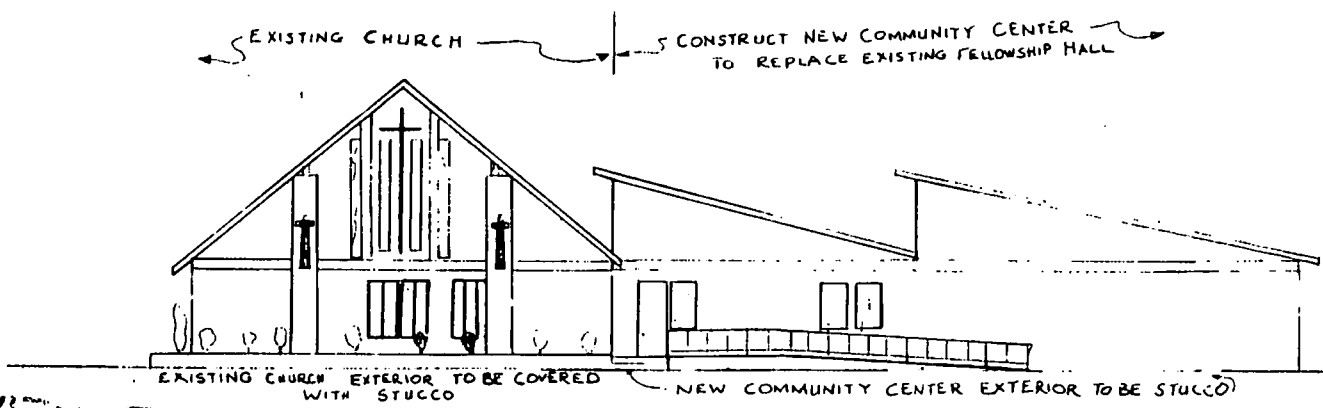 EXISTING CHURCH
CONSTRUCT NEW COMMUNITY CENTER
TO REPLACE EXISTING FELLOWSHIP HALL
EXISTING CHURCH EXTERIOR TO BE COVERED
WITH STUCCO
NEW COMMUNITY CENTER EXTERIOR TO BE STUCCO